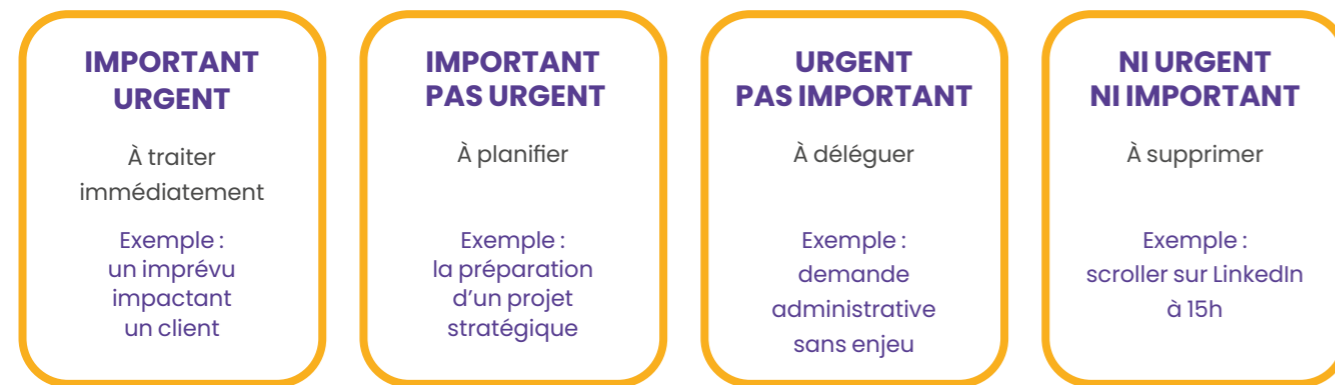 IMPORTANT
URGENT
À traiter
immédiatement
Exemple :
un imprévu
impactant
un client
IMPORTANT
PAS URGENT
À planifier
Exemple :
la préparation
d'un projet
stratégique
URGENT
PAS IMPORTANT
À déléguer
Exemple :
demande
administrative
sans enjeu
NI URGENT
NI IMPORTANT
À supprimer
Exemple :
scroller sur LinkedIn
à 15h